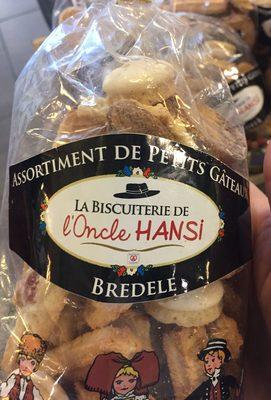 ASSORTIMENT DE PETITS GÂTEAUX
LA BISCUITERIE DE
l'Oncle HANSI
BREDELE